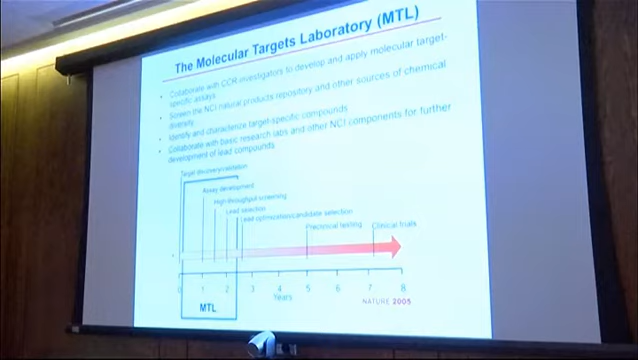 The Molecular Targets Laboratory (MTL)
• Collaborate with CCR investigators to develop and apply molecular target-
specific assays
• Screen the NCI natural products repository and other sources of chemical
diversity
• Identify and characterize target-specific compounds
• Collaborate with basic research labs and other NCI components for further
development of lead compounds
Target discovery/validation
Assay development
High-throughput screening
Lead selection
Lead optimization/candidate selection
Preclinical testing
Clinical trials
0 1 2 3 4 5 6 7 8
Years
MTL
NATURE 2005